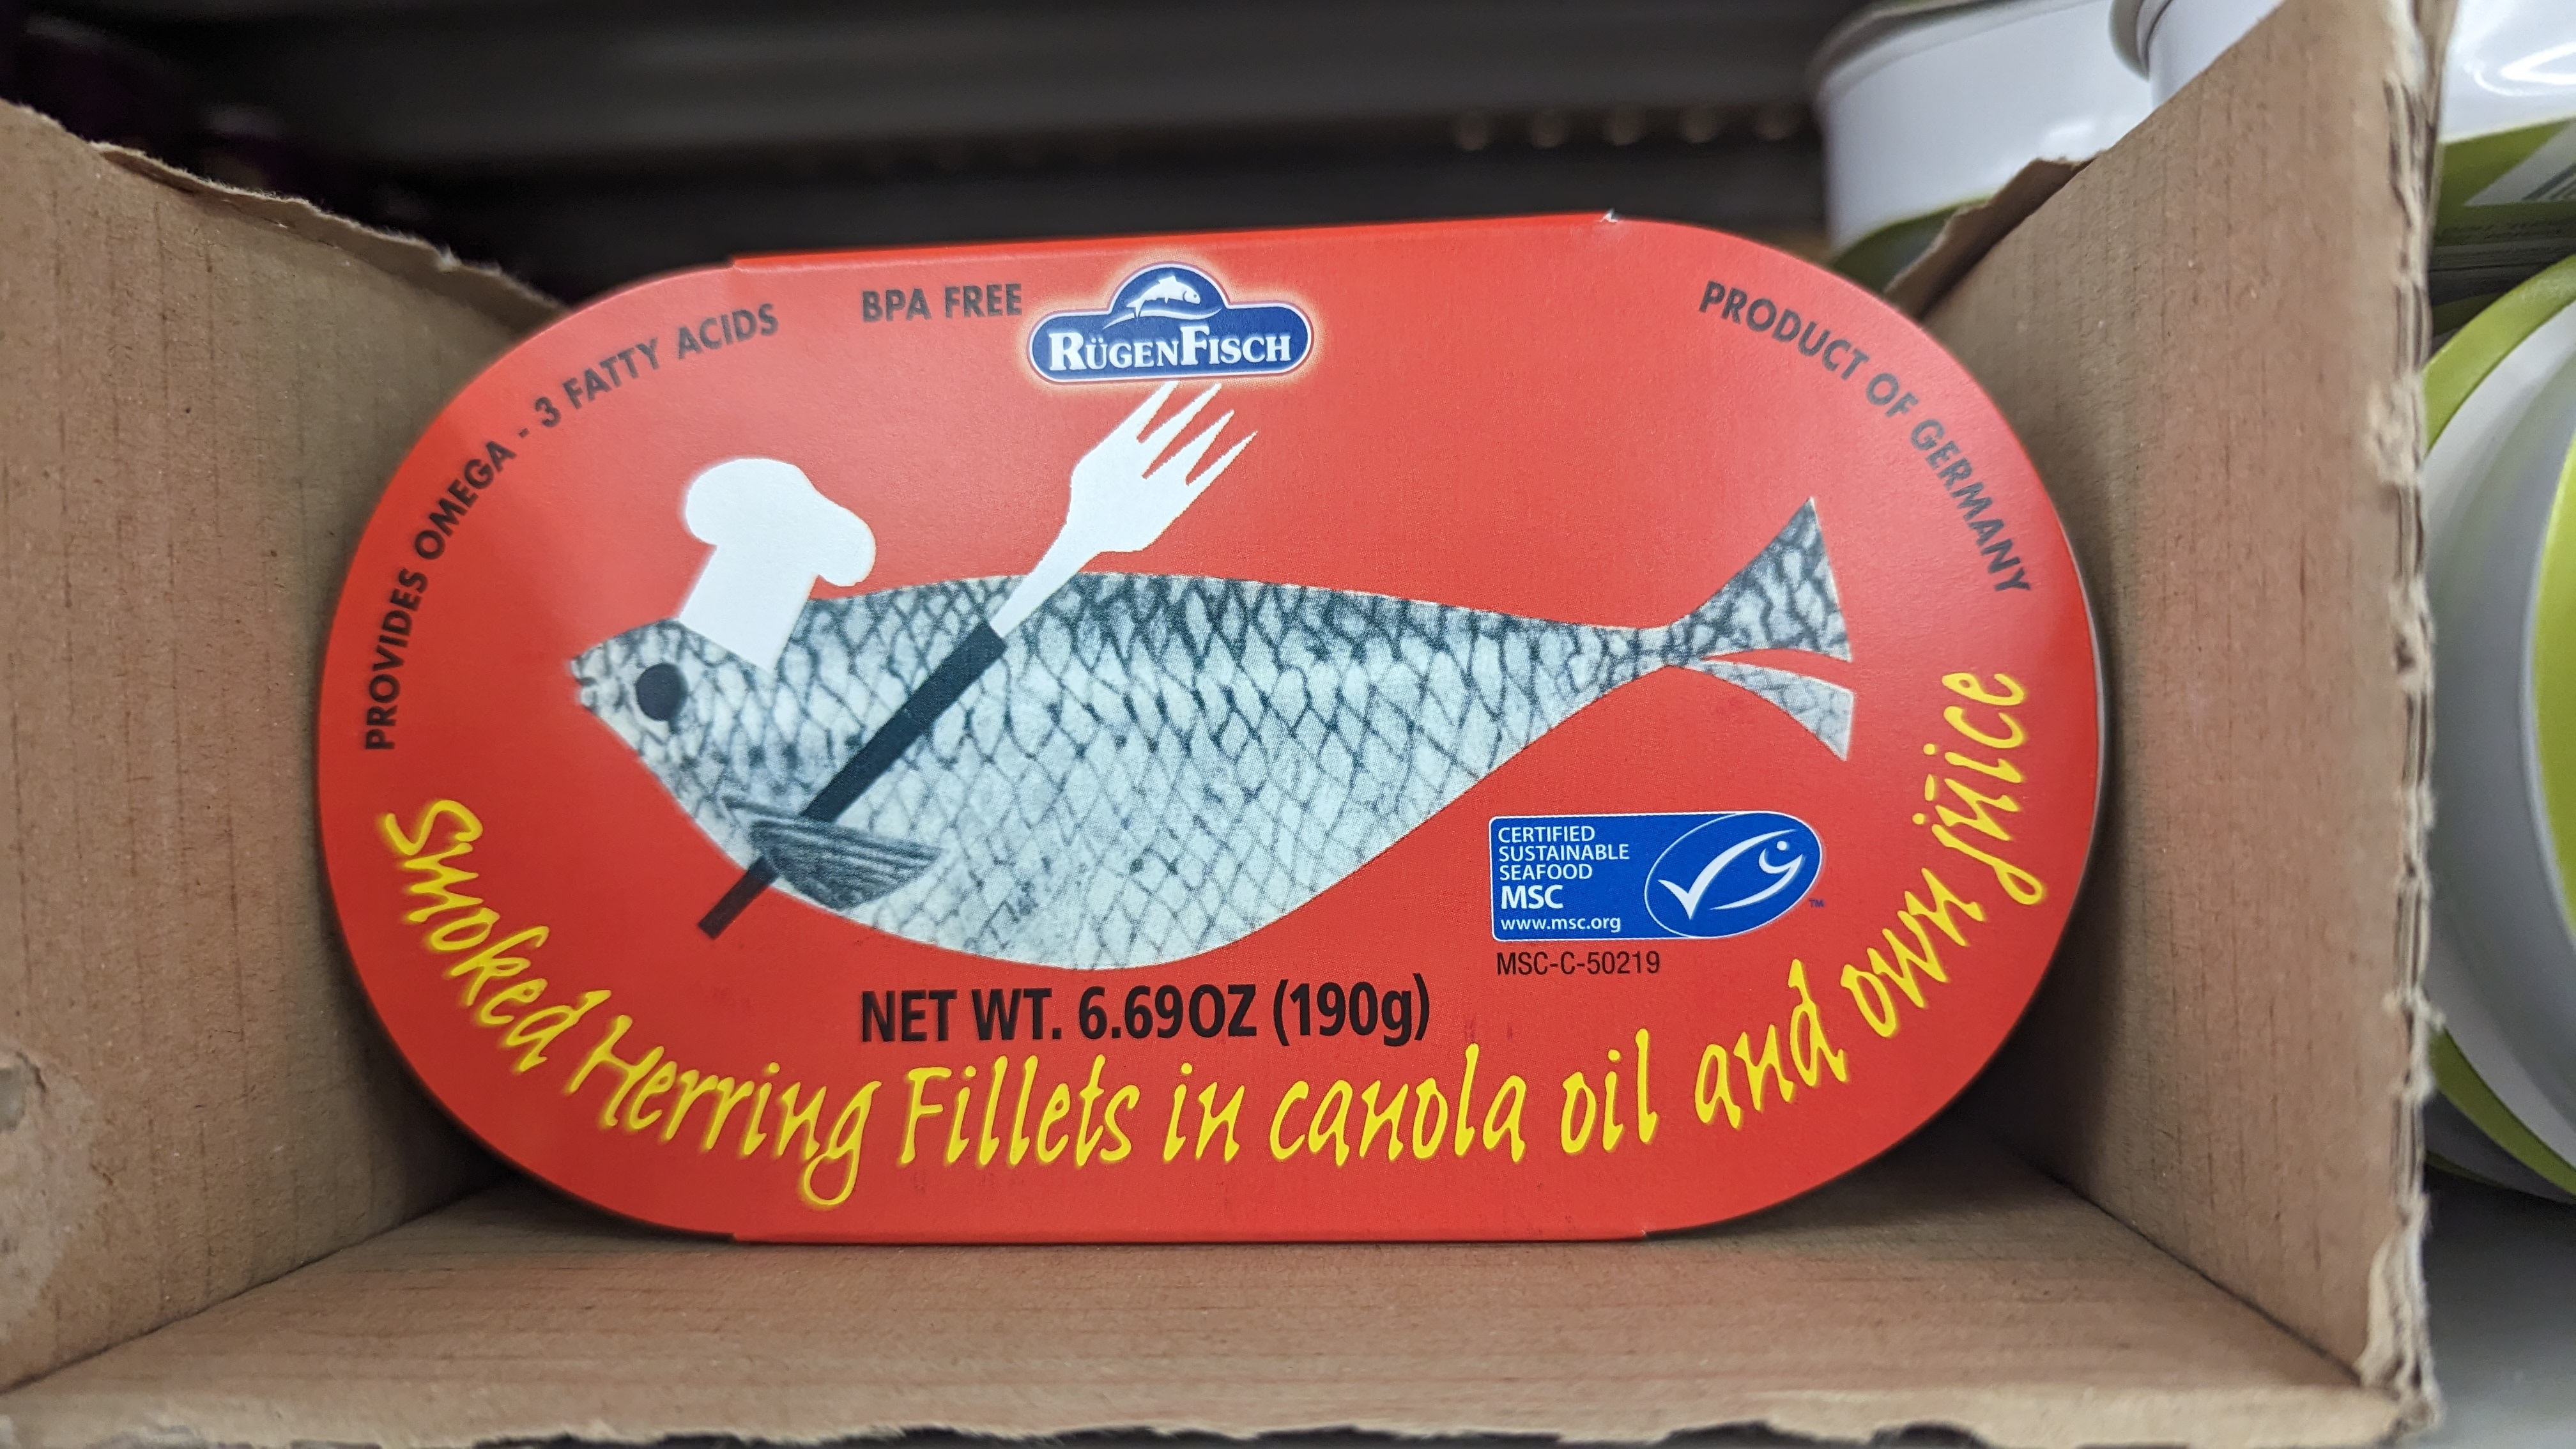 PROVIDES OMEGA - 3 FATTY ACIDS
BPA FREE
RÜGENFISCH
PRODUCT OF GERMANY
CERTIFIED
SUSTAINABLE
SEAFOOD
MSC
www.msc.org
TM
MSC-C-50219
NET WT. 6.69OZ (190g)
Smoked Herring Fillets in canola oil and own juice